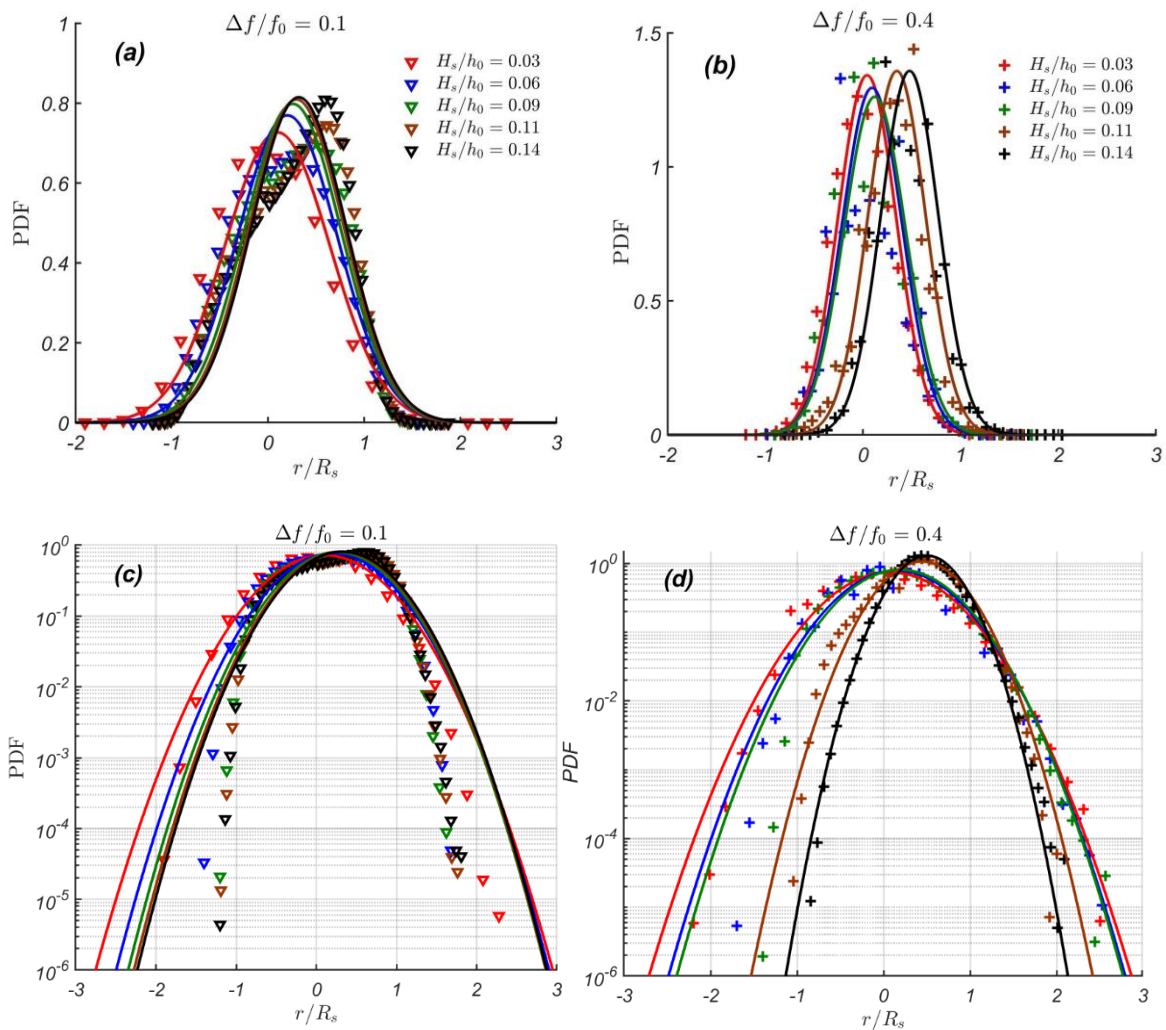 Δf/f₀ = 0.1
(a)
H_s/h₀ = 0.03
H_s/h₀ = 0.06
H_s/h₀ = 0.09
H_s/h₀ = 0.11
H_s/h₀ = 0.14
PDF
1
0.8
0.6
0.4
0.2
0
-2 -1 0 1 2 3
r/R_s
Δf/f₀ = 0.4
(b)
H_s/h₀ = 0.03
H_s/h₀ = 0.06
H_s/h₀ = 0.09
H_s/h₀ = 0.11
H_s/h₀ = 0.14
PDF
1.5
1
0.5
0
-2 -1 0 1 2 3
r/R_s
Δf/f₀ = 0.1
(c)
PDF
10⁰
10⁻¹
10⁻²
10⁻³
10⁻⁴
10⁻⁵
10⁻⁶
-3 -2 -1 0 1 2 3
r/R_s
Δf/f₀ = 0.4
(d)
PDF
10⁰
10⁻²
10⁻⁴
10⁻⁶
-3 -2 -1 0 1 2 3
r/R_s